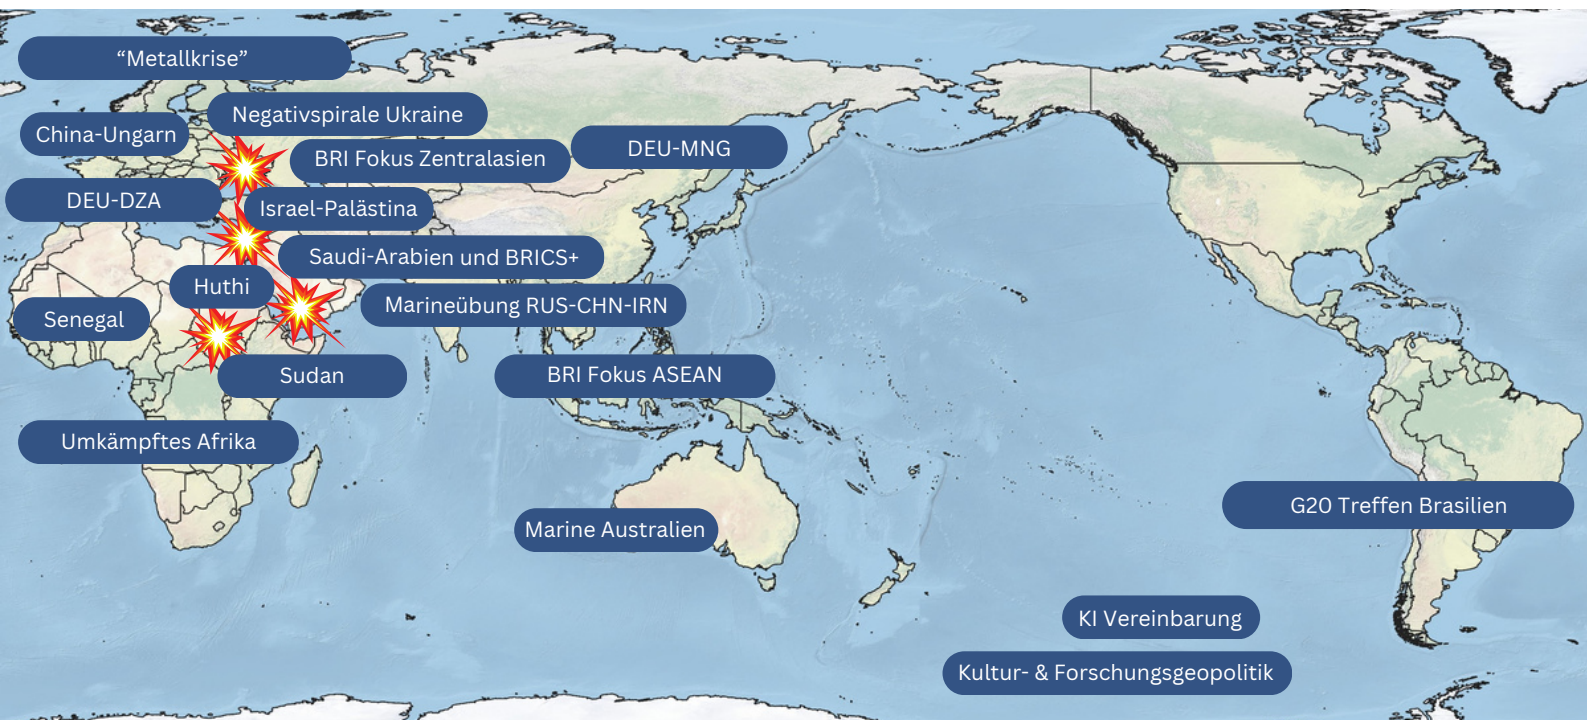 “Metallkrise”
Negativspirale Ukraine
China-Ungarn
BRI Fokus Zentralasien
DEU-MNG
DEU-DZA
Israel-Palästina
Saudi-Arabien und BRICS+
Huthi
Marineübung RUS-CHN-IRN
Senegal
Sudan
BRI Fokus ASEAN
Umkämpftes Afrika
G20 Treffen Brasilien
Marine Australien
KI Vereinbarung
Kultur- & Forschungsgeopolitik